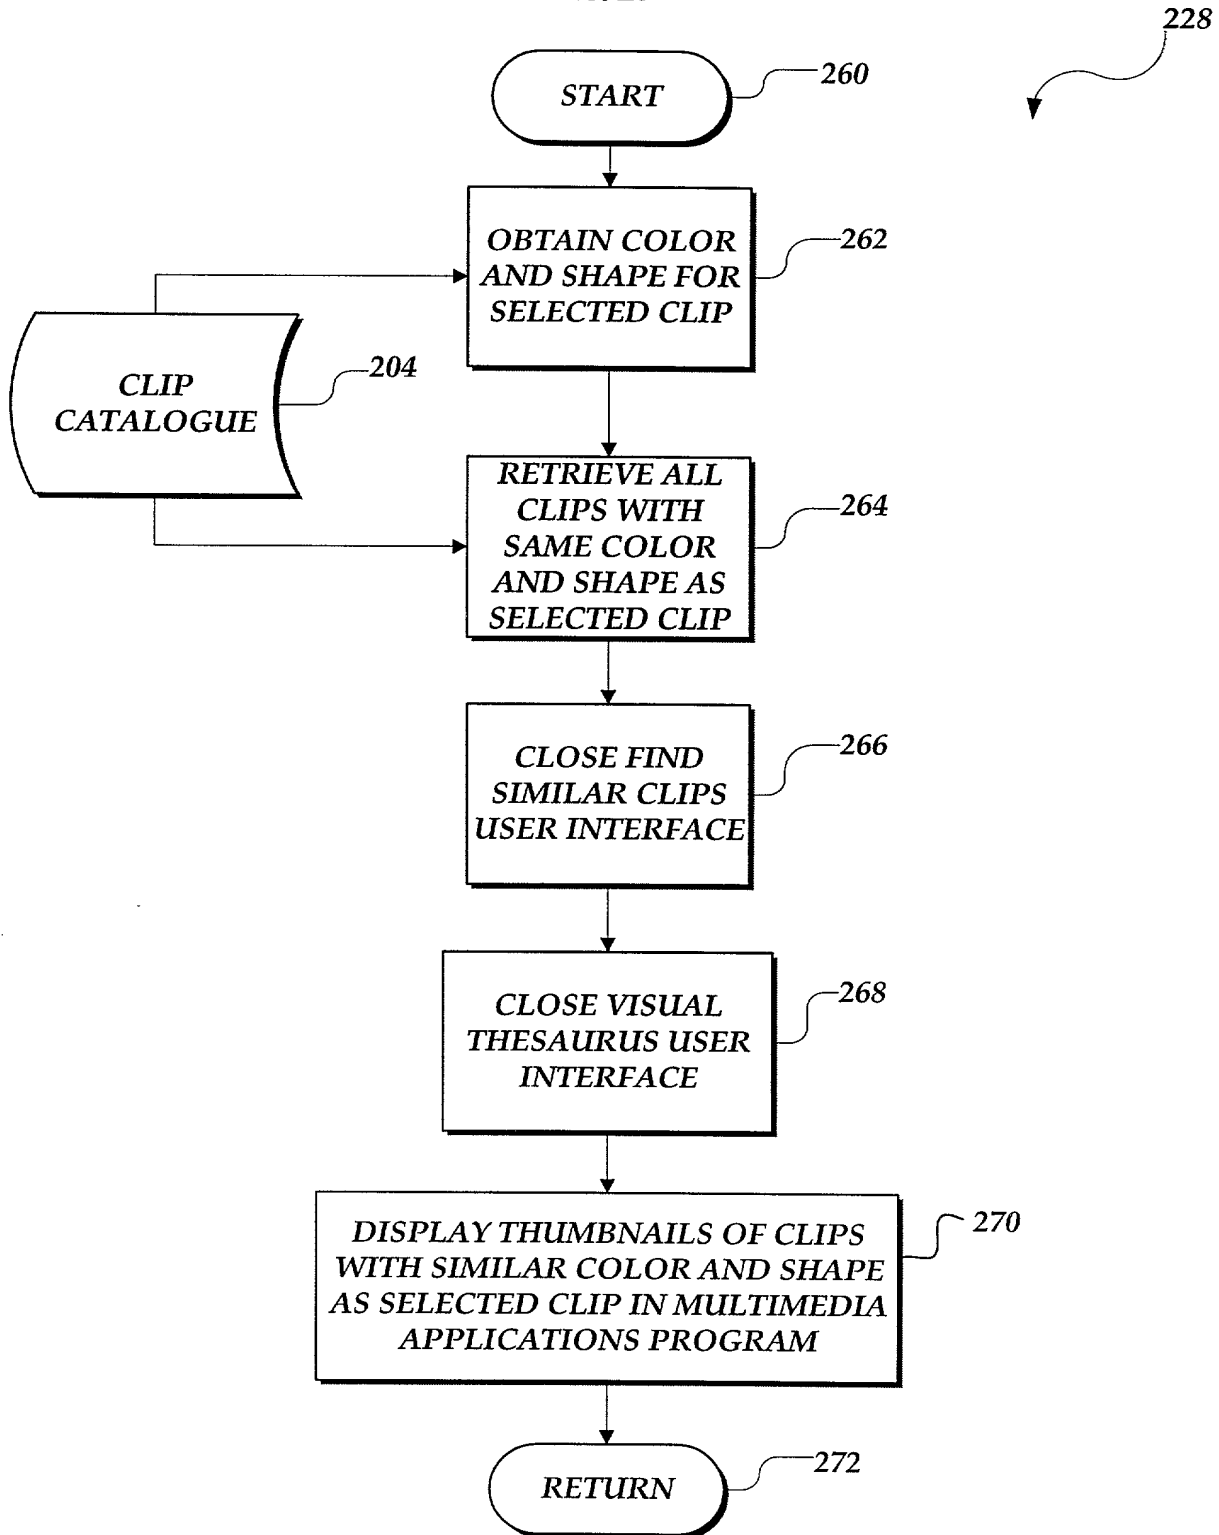 228
START
260
OBTAIN COLOR
AND SHAPE FOR
SELECTED CLIP
262
CLIP
CATALOGUE
204
RETRIEVE ALL
CLIPS WITH
SAME COLOR
AND SHAPE AS
SELECTED CLIP
264
CLOSE FIND
SIMILAR CLIPS
USER INTERFACE
266
CLOSE VISUAL
THESAURUS USER
INTERFACE
268
DISPLAY THUMBNAILS OF CLIPS
WITH SIMILAR COLOR AND SHAPE
AS SELECTED CLIP IN MULTIMEDIA
APPLICATIONS PROGRAM
270
RETURN
272